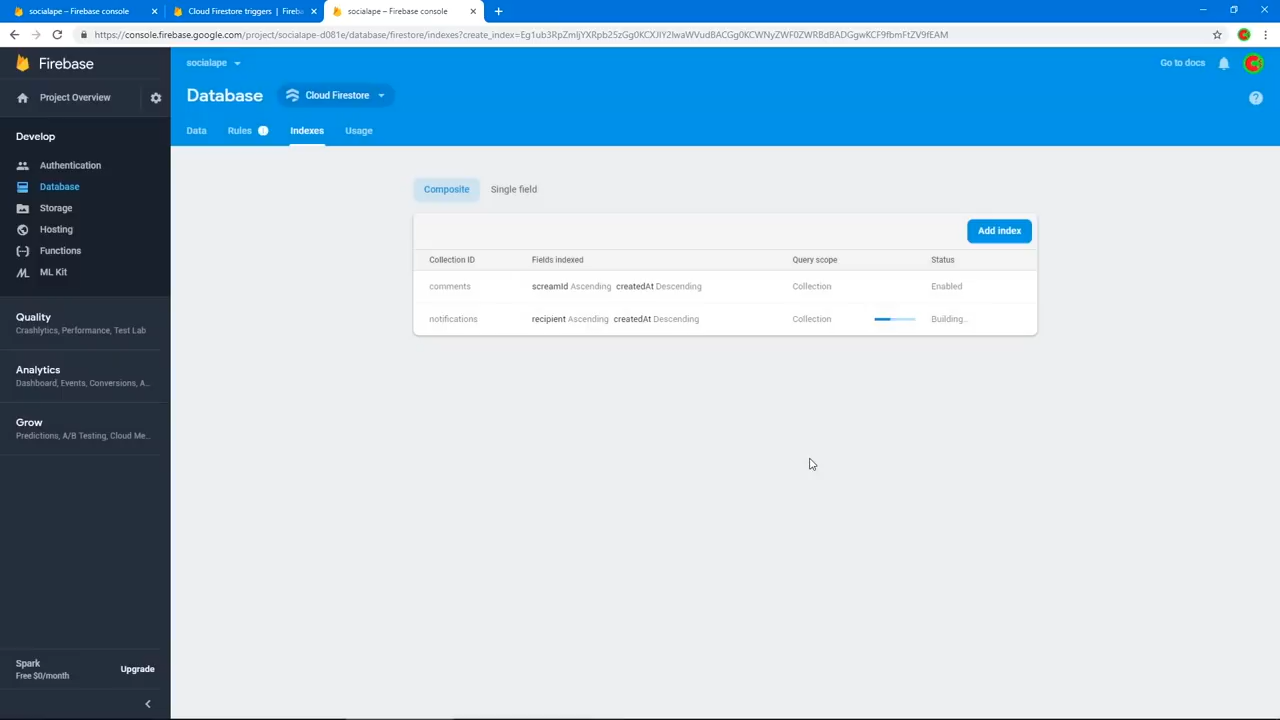 socialape – Firebase console
Cloud Firestore triggers | Fireba
socialape – Firebase console
https://console.firebase.google.com/project/socialape-d081e/database/firestore/indexes?create_index=Eg1ub3RpZmljYXRpb25zGg0KCXJlY2lwaWVudBACGg0KCWNyZWF0ZWRBdBADGgwKCF9fbmFtZV9fEAM
Firebase
socialape
Go to docs
Project Overview
Database
Cloud Firestore
Data
Rules
Indexes
Usage
Develop
Authentication
Database
Storage
Hosting
Functions
ML Kit
Composite
Single field
Add index
Collection ID
Fields indexed
Query scope
Status
comments
screamId Ascending createdAt Descending
Collection
Enabled
notifications
recipient Ascending createdAt Descending
Collection
Building...
Quality
Crashlytics, Performance, Test Lab
Analytics
Dashboard, Events, Conversions, A...
Grow
Predictions, A/B Testing, Cloud Me...
Spark
Free $0/month
Upgrade